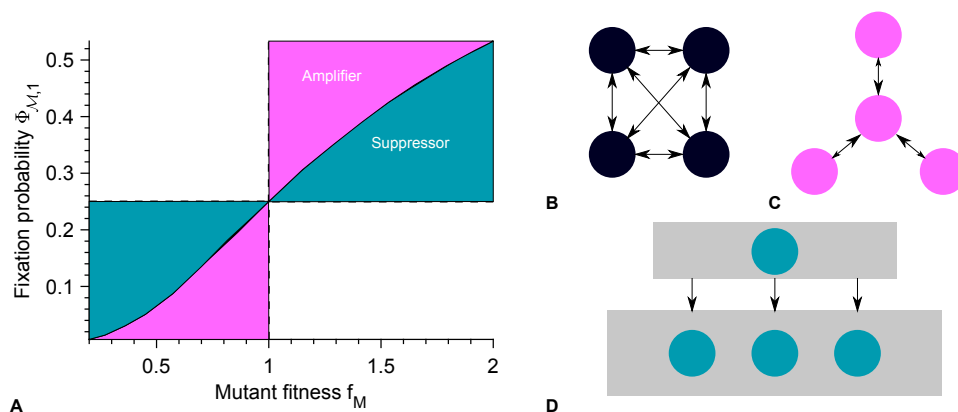 Fixation probability Φ_M,1
0.5
0.4
0.3
0.2
0.1
Amplifier
Suppressor
0.5
1
1.5
2
Mutant fitness f_M
A
B
C
D